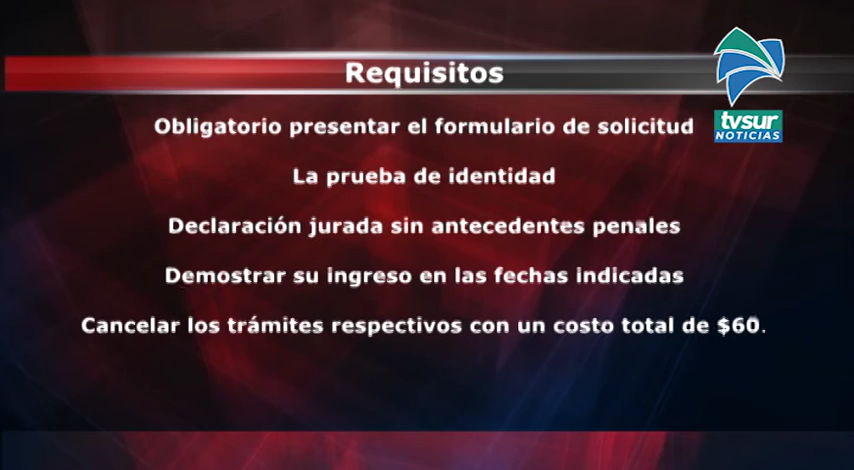 Requisitos
tvsur
NOTICIAS
Obligatorio presentar el formulario de solicitud
La prueba de identidad
Declaración jurada sin antecedentes penales
Demostrar su ingreso en las fechas indicadas
Cancelar los trámites respectivos con un costo total de $60.